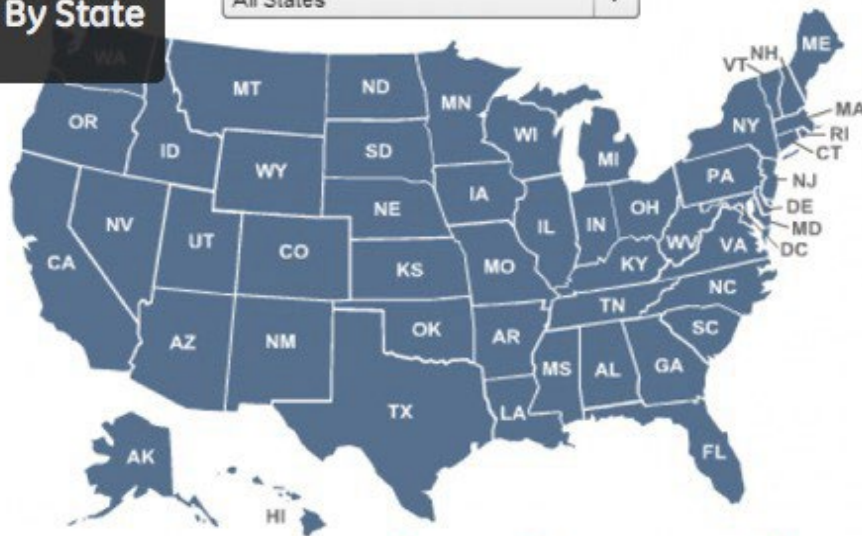 By State
All States
WA
ME
VT
NH
MT
ND
MN
MA
OR
NY
RI
ID
SD
WI
MI
CT
WY
PA
NJ
IA
NE
OH
DE
NV
IL
IN
MD
UT
CO
WV
VA
DC
CA
KS
MO
KY
NC
TN
OK
AR
SC
AZ
NM
MS
AL
GA
TX
LA
FL
AK
HI